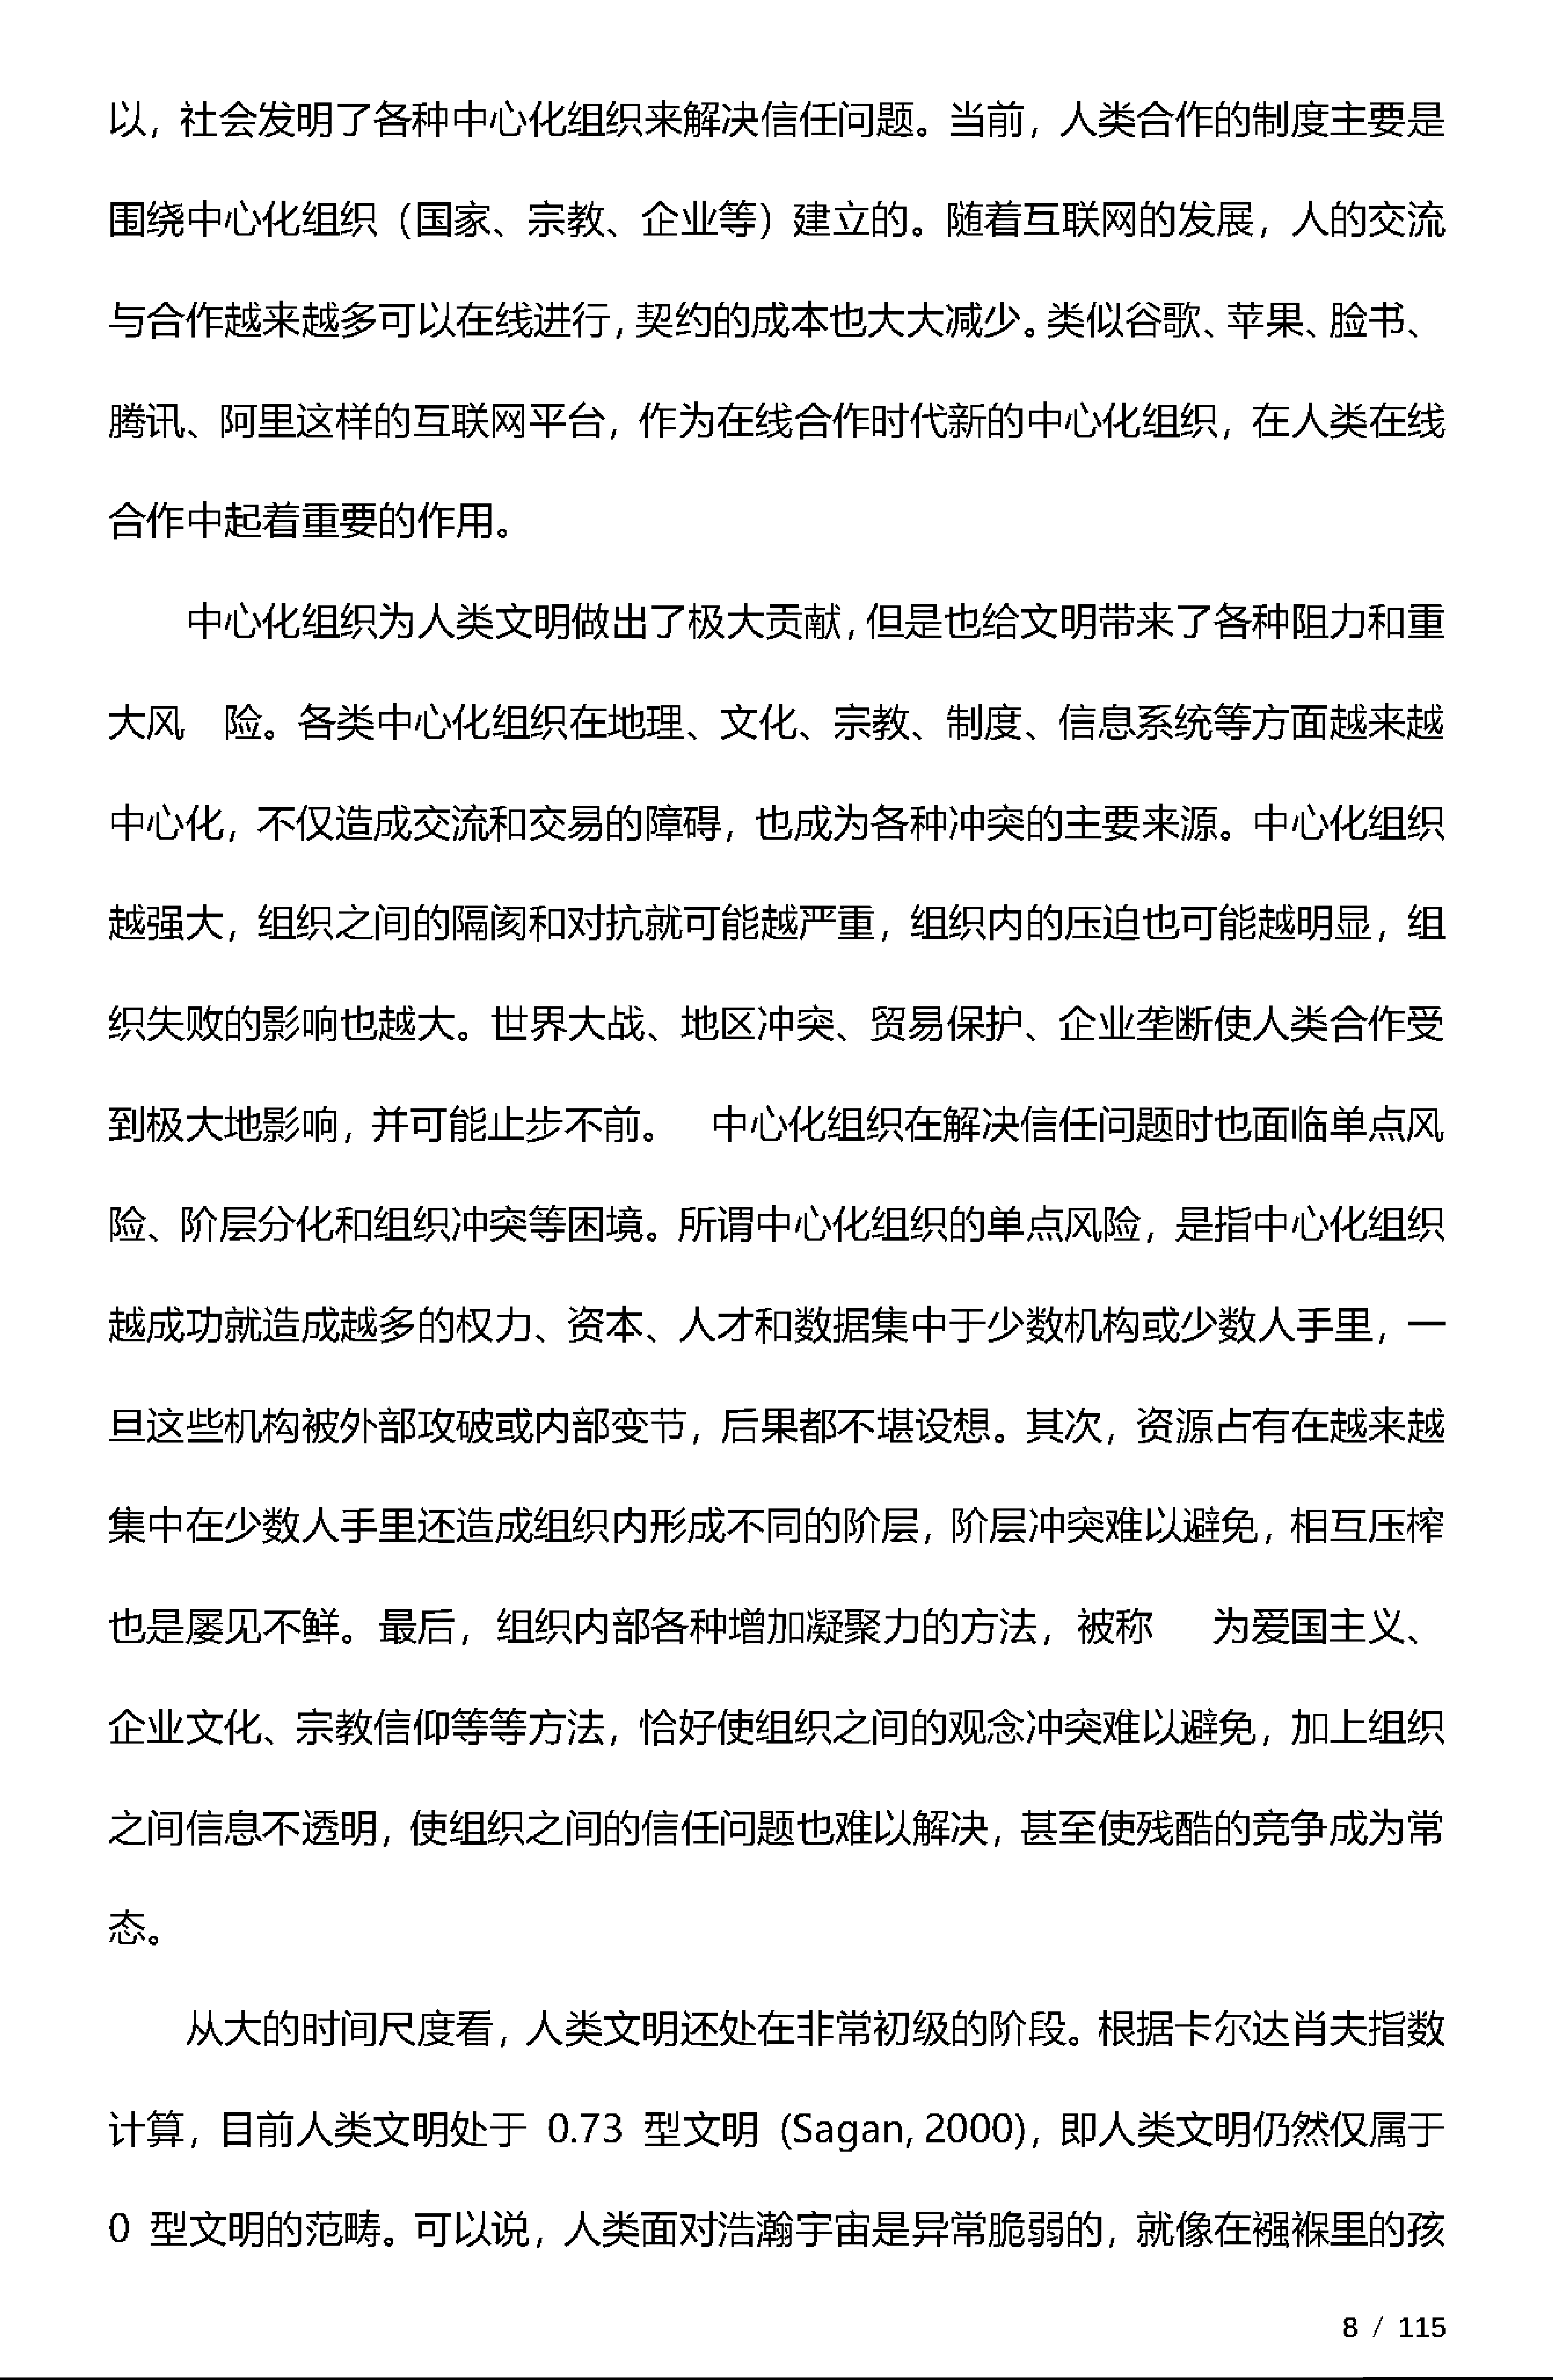 以，社会发明了各种中心化组织来解决信任问题。当前，人类合作的制度主要是
围绕中心化组织（国家、宗教、企业等）建立的。随着互联网的发展，人的交流
与合作越来越多可以在线进行，契约的成本也大大减少。类似谷歌、苹果、脸书、
腾讯、阿里这样的互联网平台，作为在线合作时代新的中心化组织，在人类在线
合作中起着重要的作用。
中心化组织为人类文明做出了极大贡献，但是也给文明带来了各种阻力和重
大风 险。各类中心化组织在地理、文化、宗教、制度、信息系统等方面越来越
中心化，不仅造成交流和交易的障碍，也成为各种冲突的主要来源。中心化组织
越强大，组织之间的隔阂和对抗就可能越严重，组织内的压迫也可能越明显，组
织失败的影响也越大。世界大战、地区冲突、贸易保护、企业垄断使人类合作受
到极大地影响，并可能止步不前。 中心化组织在解决信任问题时也面临单点风
险、阶层分化和组织冲突等困境。所谓中心化组织的单点风险，是指中心化组织
越成功就造成越多的权力、资本、人才和数据集中于少数机构或少数人手里，一
旦这些机构被外部攻破或内部变节，后果都不堪设想。其次，资源占有在越来越
集中在少数人手里还造成组织内形成不同的阶层，阶层冲突难以避免，相互压榨
也是屡见不鲜。最后，组织内部各种增加凝聚力的方法，被称 为爱国主义、
企业文化、宗教信仰等等方法，恰好使组织之间的观念冲突难以避免，加上组织
之间信息不透明，使组织之间的信任问题也难以解决，甚至使残酷的竞争成为常
态。
从大的时间尺度看，人类文明还处在非常初级的阶段。根据卡尔达肖夫指数
计算，目前人类文明处于 0.73 型文明 (Sagan, 2000)，即人类文明仍然仅属于
0 型文明的范畴。可以说，人类面对浩瀚宇宙是异常脆弱的，就像在襁褓里的孩
8 / 115